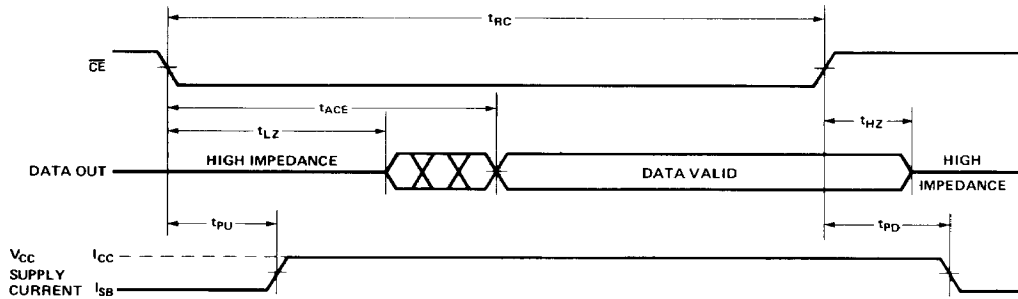 tRC
CE
tACE
tLZ
tHZ
DATA OUT
HIGH IMPEDANCE
DATA VALID
HIGH
IMPEDANCE
tPU
tPD
VCC
SUPPLY
CURRENT
ICC
ISB